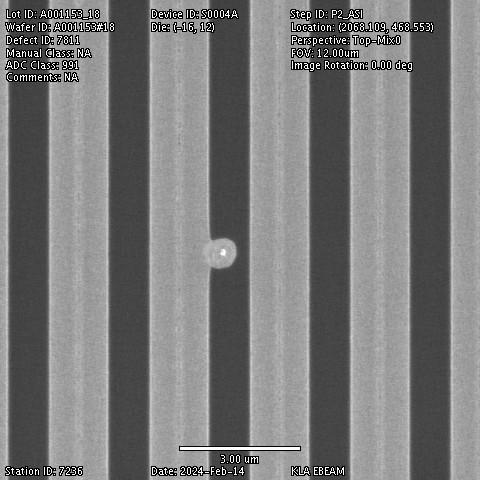 Lot ID: A001153_18
Wafer ID: A001153#18
Defect ID: 7811
Manual Class: NA
ADC Class: 991
Comments: NA
Device ID: S0004A
Die: (-16, 12)
Step ID: P2_ASI
Location: (2068.109, 468.553)
Perspective: Top-Mix0
FOV: 12.00um
Image Rotation: 0.00 deg
3.00 um
Station ID: 7236
Date: 2024-Feb-14
KLA EBEAM